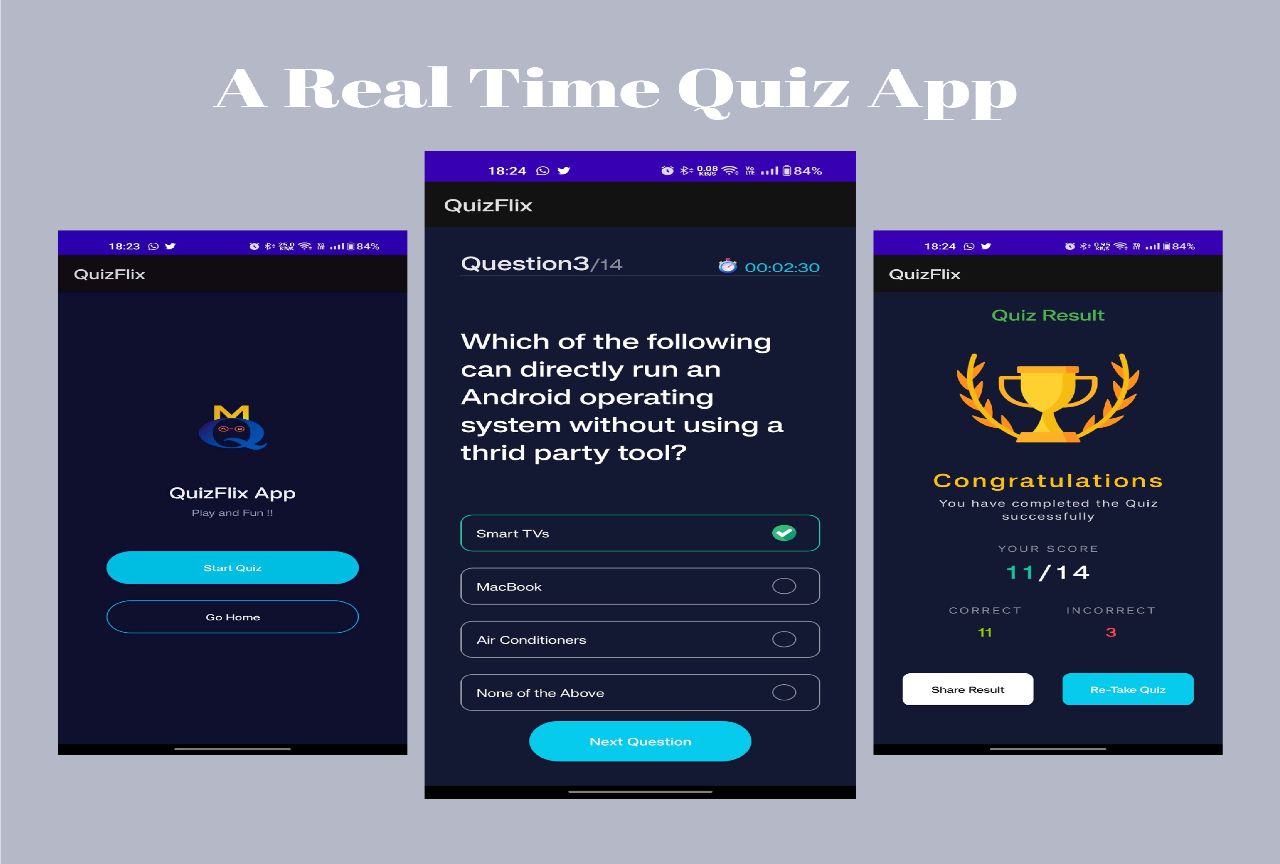 A Real Time Quiz App
18:23
84%
QuizFlix
QuizFlix App
Play and Fun !!
Start Quiz
Go Home
18:24
84%
QuizFlix
Question3/14
00:02:30
Which of the following
can directly run an
Android operating
system without using a
thrid party tool?
Smart TVs
MacBook
Air Conditioners
None of the Above
Next Question
18:24
84%
QuizFlix
Quiz Result
Congratulations
You have completed the Quiz
successfully
YOUR SCORE
11/14
CORRECT INCORRECT
11 3
Share Result Re-Take Quiz